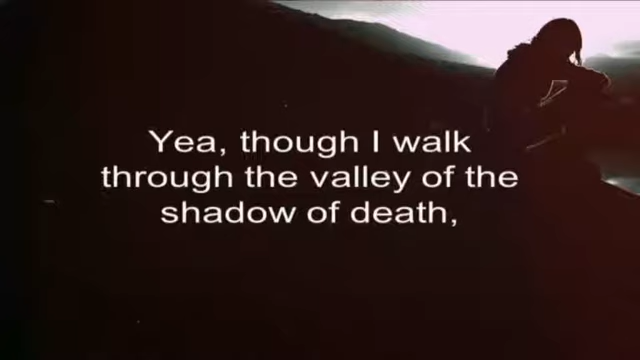 Yea, though I walk
through the valley of the
shadow of death,